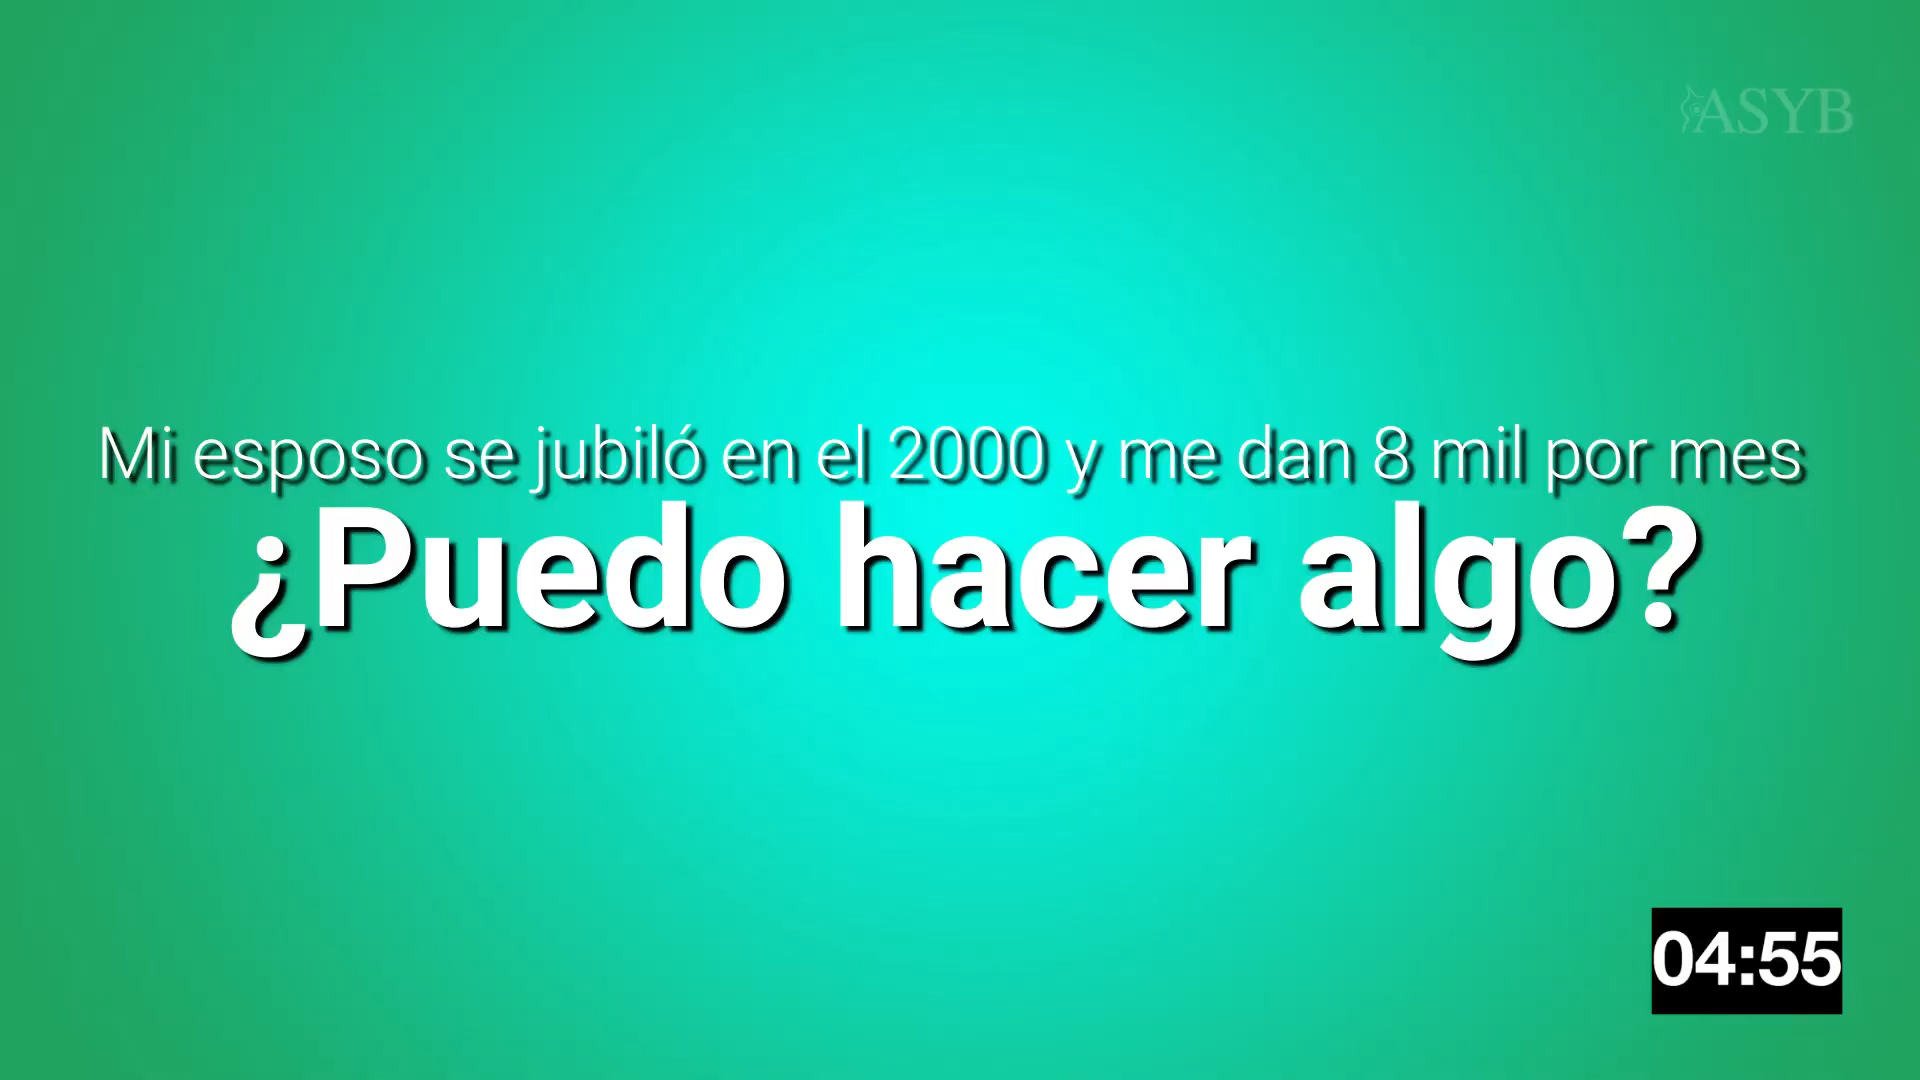 ASYB
Mi esposo se jubiló en el 2000 y me dan 8 mil por mes
¿Puedo hacer algo?
04:55